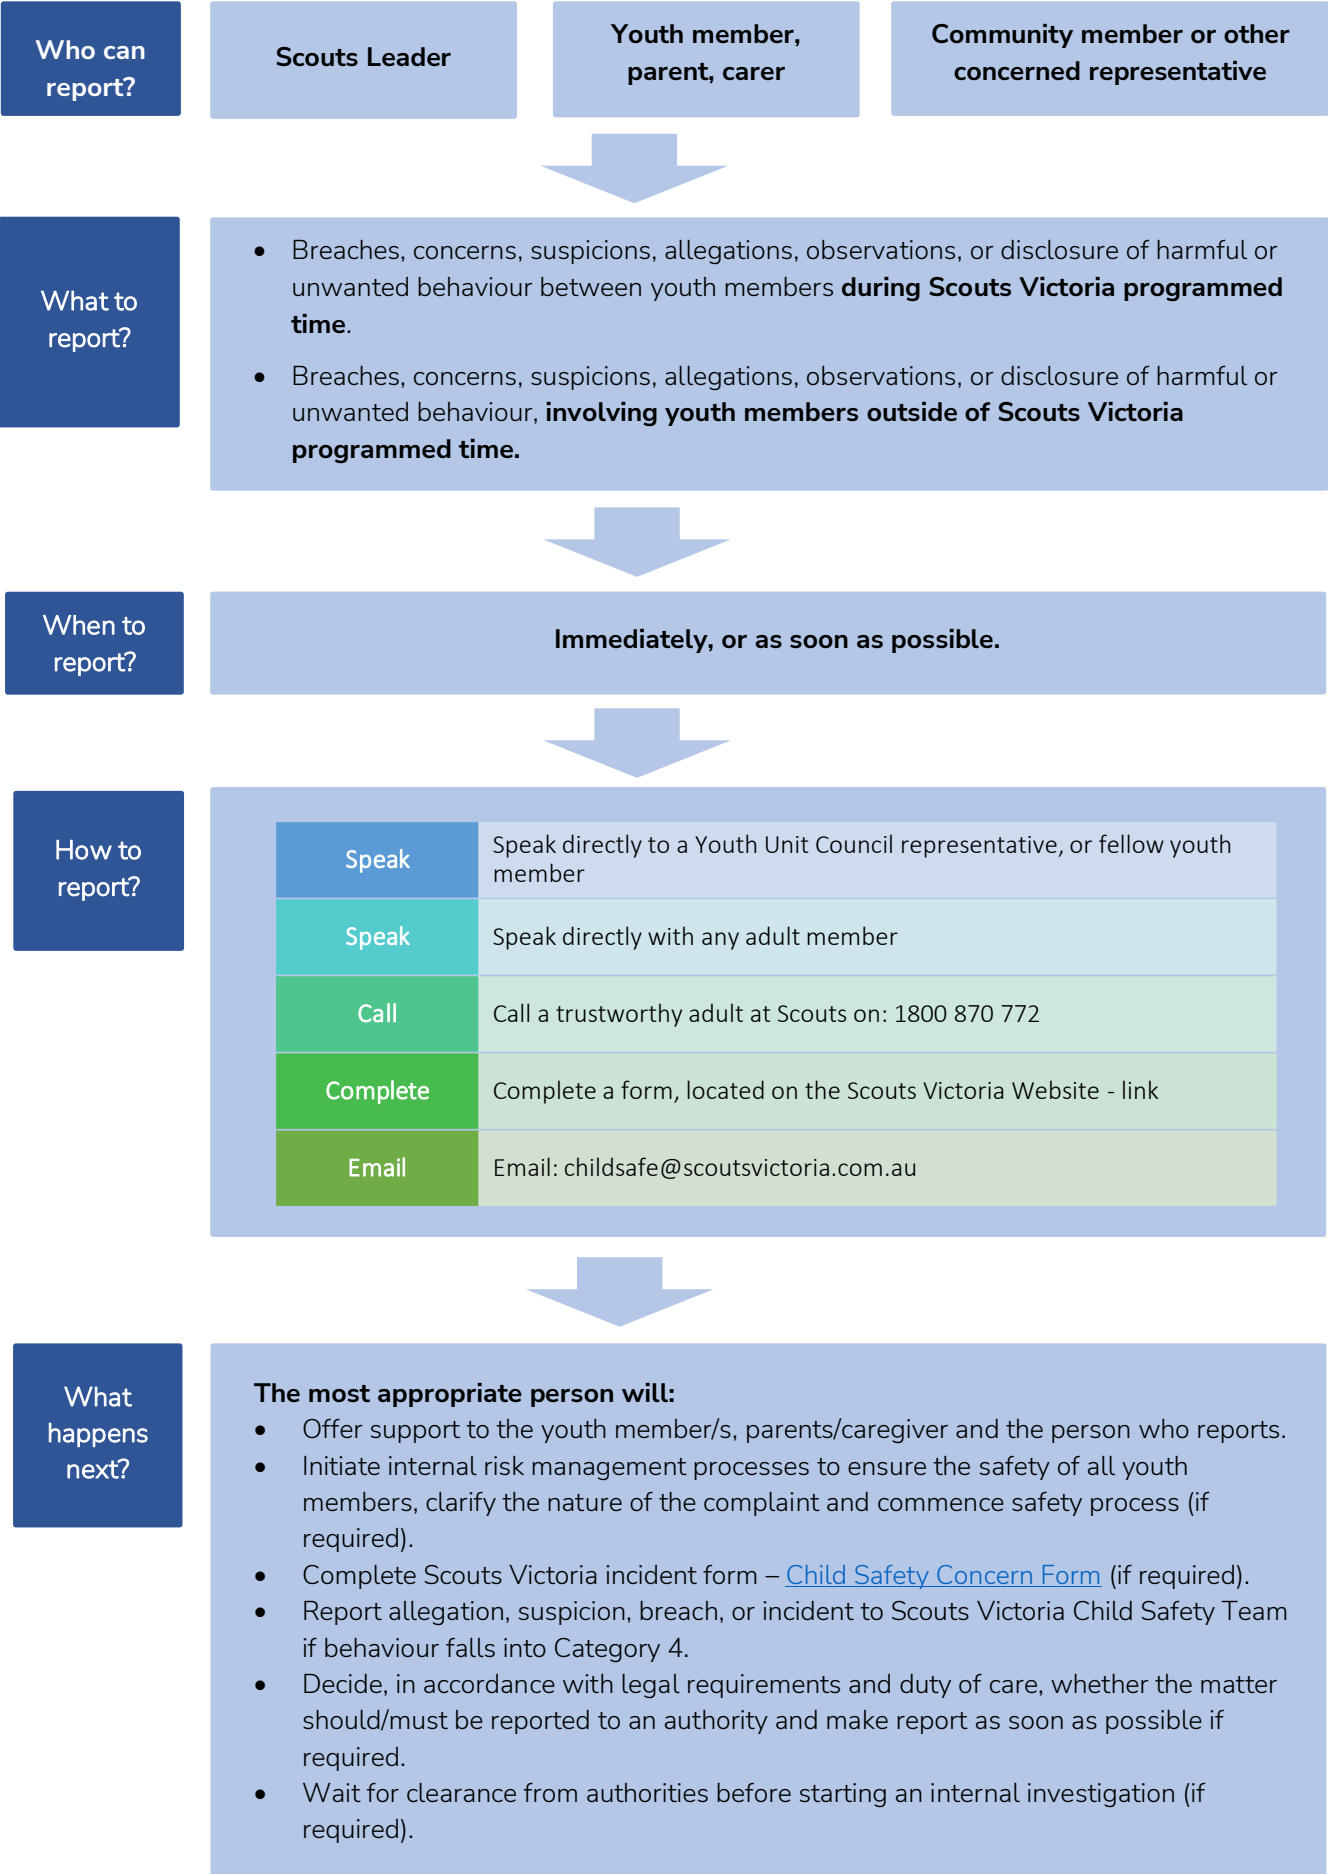 Who can
report?
Scouts Leader
Youth member,
parent, carer
Community member or other
concerned representative
What to
report?
• Breaches, concerns, suspicions, allegations, observations, or disclosure of harmful or
unwanted behaviour between youth members during Scouts Victoria programmed
time.
• Breaches, concerns, suspicions, allegations, observations, or disclosure of harmful or
unwanted behaviour, involving youth members outside of Scouts Victoria
programmed time.
When to
report?
Immediately, or as soon as possible.
How to
report?
Speak
Speak directly to a Youth Unit Council representative, or fellow youth
member
Speak
Speak directly with any adult member
Call
Call a trustworthy adult at Scouts on: 1800 870 772
Complete
Complete a form, located on the Scouts Victoria Website - link
Email
Email: childsafe@scoutsvictoria.com.au
What
happens
next?
The most appropriate person will:
• Offer support to the youth member/s, parents/caregiver and the person who reports.
• Initiate internal risk management processes to ensure the safety of all youth
members, clarify the nature of the complaint and commence safety process (if
required).
• Complete Scouts Victoria incident form – Child Safety Concern Form (if required).
• Report allegation, suspicion, breach, or incident to Scouts Victoria Child Safety Team
if behaviour falls into Category 4.
• Decide, in accordance with legal requirements and duty of care, whether the matter
should/must be reported to an authority and make report as soon as possible if
required.
• Wait for clearance from authorities before starting an internal investigation (if
required).